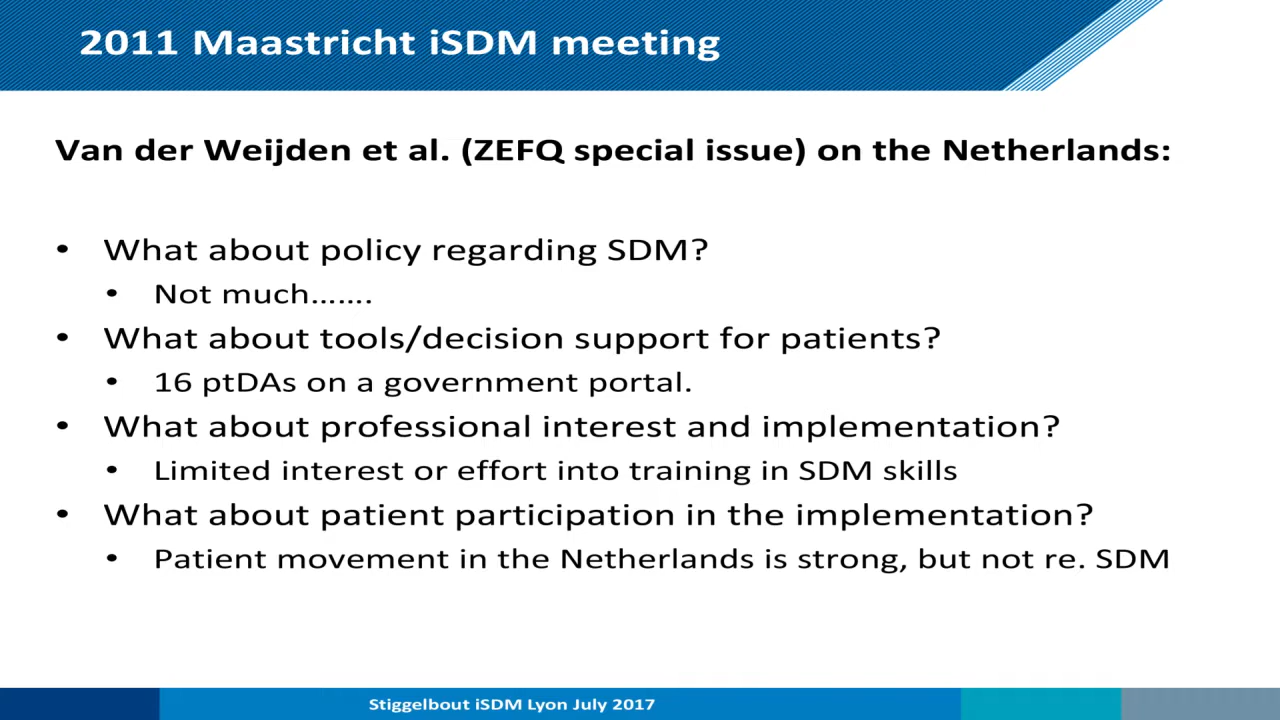 2011 Maastricht iSDM meeting
Van der Weijden et al. (ZEFQ special issue) on the Netherlands:
• What about policy regarding SDM?
• Not much.......
• What about tools/decision support for patients?
• 16 ptDAs on a government portal.
• What about professional interest and implementation?
• Limited interest or effort into training in SDM skills
• What about patient participation in the implementation?
• Patient movement in the Netherlands is strong, but not re. SDM
Stiggelbout iSDM Lyon July 2017